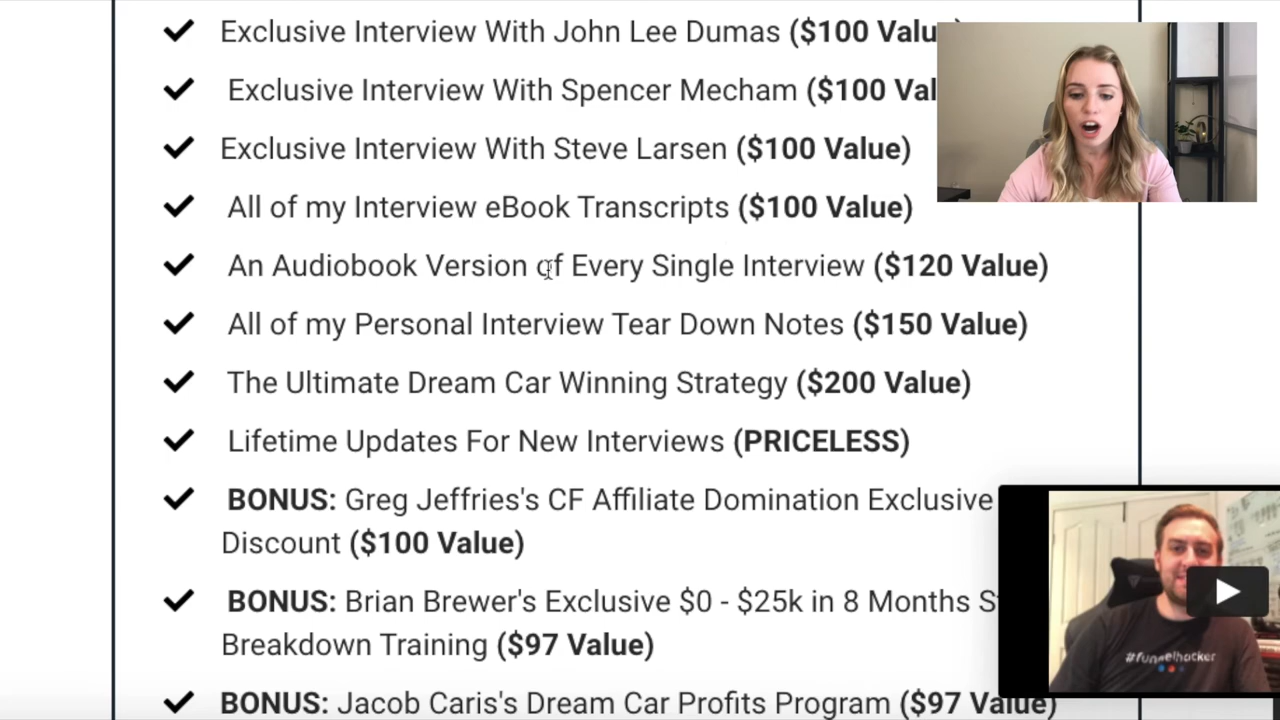 Exclusive Interview With John Lee Dumas ($100 Valu
Exclusive Interview With Spencer Mecham ($100 Val
Exclusive Interview With Steve Larsen ($100 Value)
All of my Interview eBook Transcripts ($100 Value)
An Audiobook Version of Every Single Interview ($120 Value)
All of my Personal Interview Tear Down Notes ($150 Value)
The Ultimate Dream Car Winning Strategy ($200 Value)
Lifetime Updates For New Interviews (PRICELESS)
BONUS: Greg Jeffries's CF Affiliate Domination Exclusive
Discount ($100 Value)
BONUS: Brian Brewer's Exclusive $0 - $25k in 8 Months
Breakdown Training ($97 Value)
BONUS: Jacob Caris's Dream Car Profits Program ($97 Value)
#funnelhacker